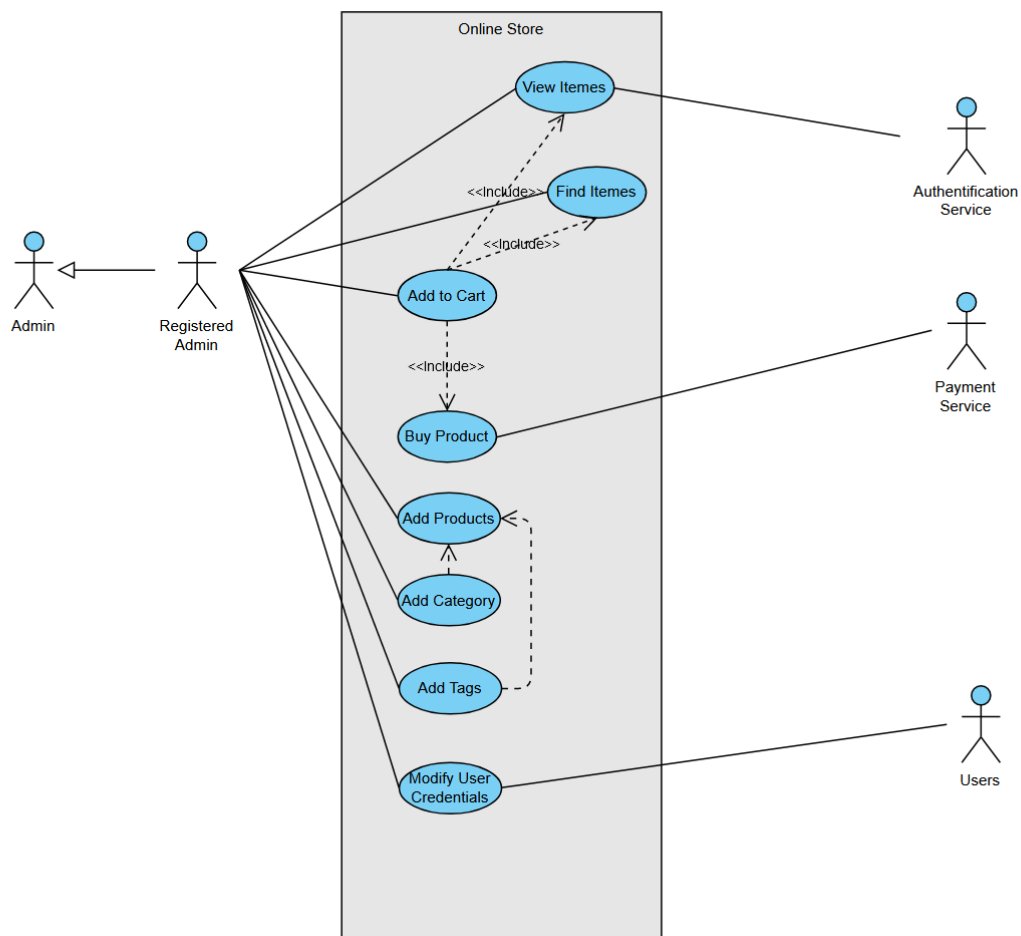 Online Store
View Itemes
Authentification
Service
<<Include>>
Find Itemes
<<Include>>
Admin
Registered
Admin
Add to Cart
<<Include>>
Payment
Service
Buy Product
Add Products
Add Category
Add Tags
Modify User
Credentials
Users